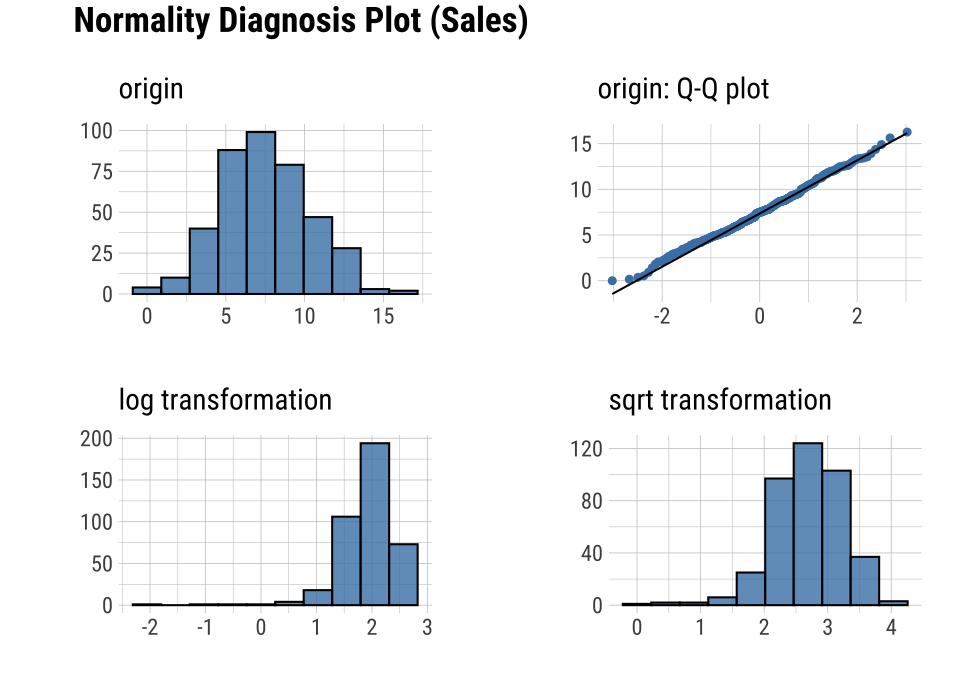 Normality Diagnosis Plot (Sales)
origin
100
75
50
25
0
0 5 10 15
origin: Q-Q plot
15
10
5
0
-2 0 2
log transformation
200
150
100
50
0
-2 -1 0 1 2 3
sqrt transformation
120
80
40
0
0 1 2 3 4